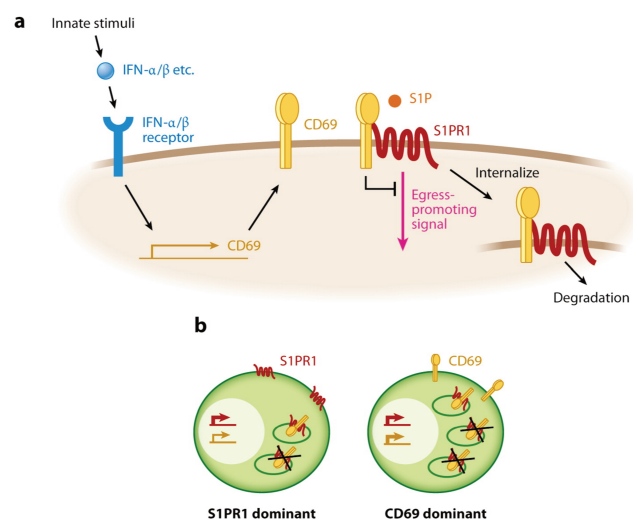 a
Innate stimuli
IFN-α/β etc.
IFN-α/β
receptor
CD69
S1P
S1PR1
Internalize
Egress-
promoting
signal
CD69
Degradation
b
S1PR1
CD69
S1PR1 dominant
CD69 dominant